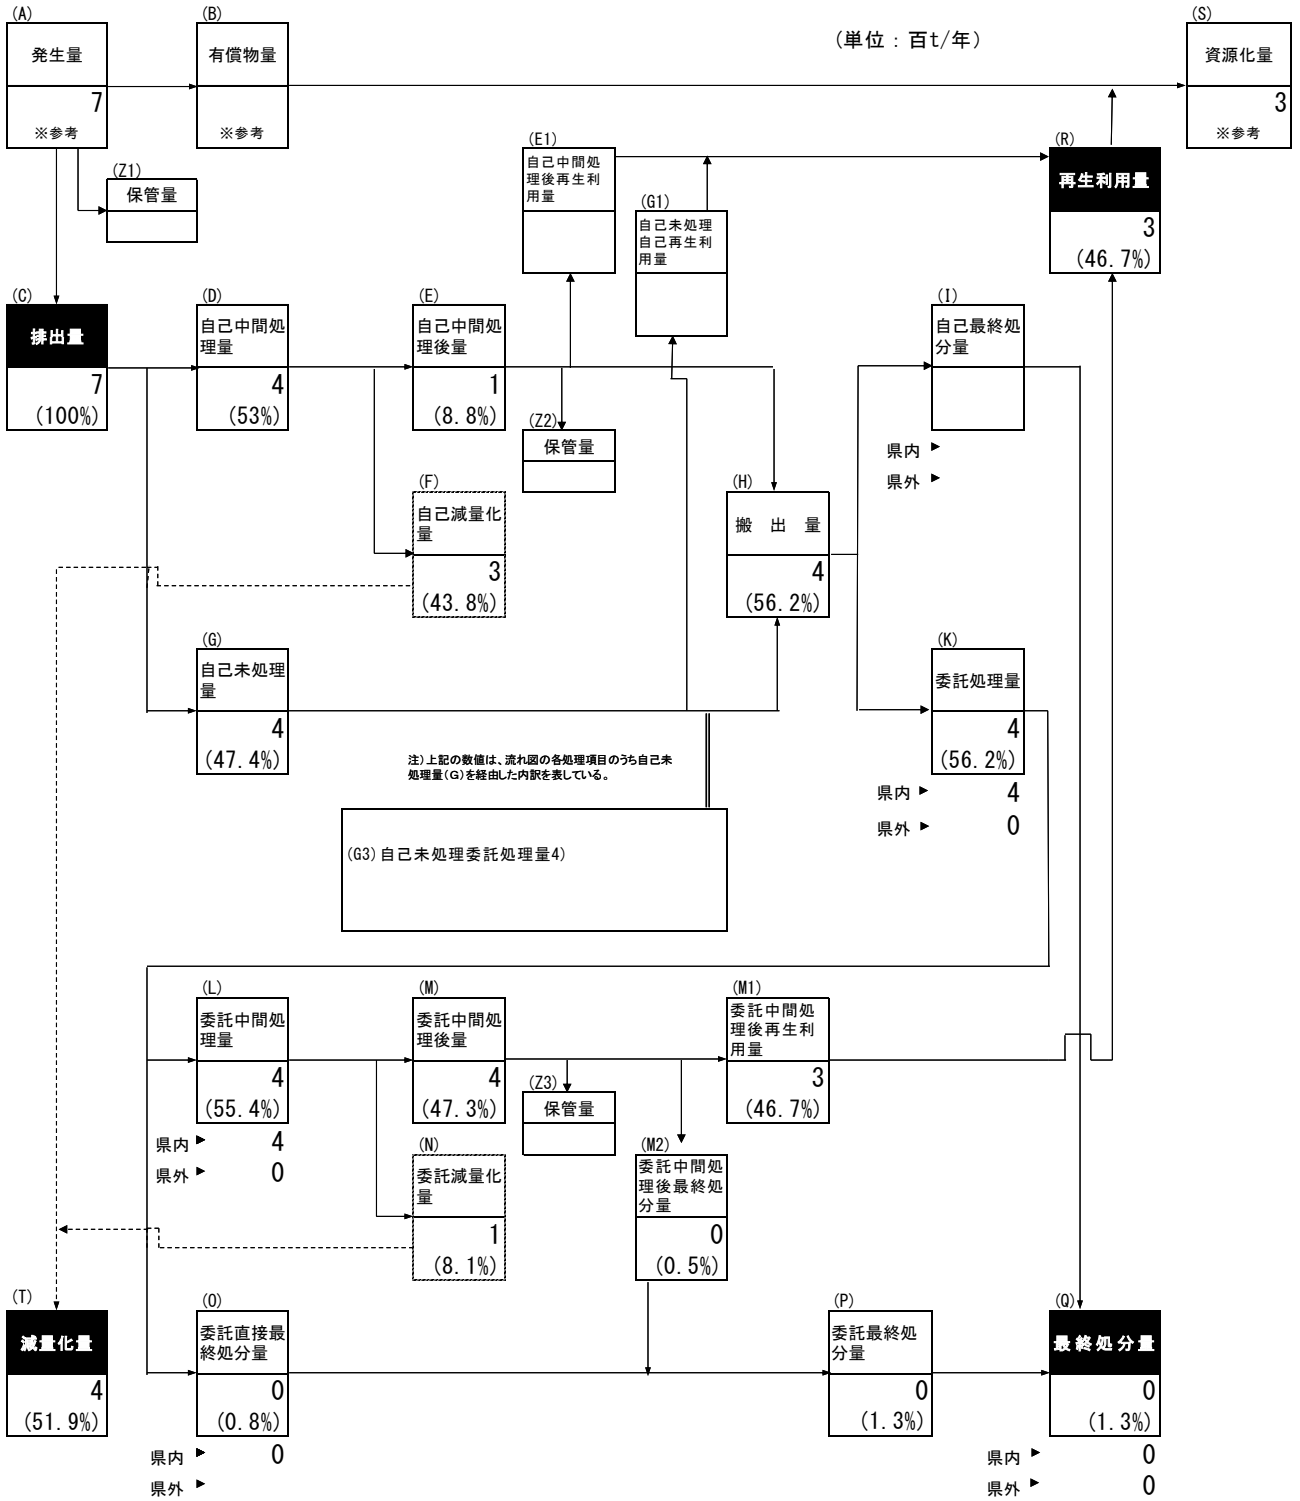 (A)
発生量
7
※参考
(B)
有償物量
※参考
(単位：百t/年)
(S)
資源化量
3
※参考
(Z1)
保管量
(E1)
自己中間処
理後再生利
用量
(G1)
自己未処理
自己再生利
用量
(R)
再生利用量
3
(46.7%)
(C)
排出量
7
(100%)
(D)
自己中間処
理量
4
(53%)
(E)
自己中間処
理後量
1
(8.8%)
(Z2)
保管量
(I)
自己最終処
分量
県内
県外
(F)
自己減量化
量
3
(43.8%)
(H)
搬　出　量
4
(56.2%)
(G)
自己未処理
量
4
(47.4%)
(K)
委託処理量
4
(56.2%)
県内 4
県外 0
注）上記の数値は、流れ図の各処理項目のうち自己未
処理量（G）を経由した内訳を表している。
(G3)自己未処理委託処理量4)
(L)
委託中間処
理量
4
(55.4%)
県内 4
県外 0
(M)
委託中間処
理後量
4
(47.3%)
(Z3)
保管量
(M1)
委託中間処
理後再生利
用量
3
(46.7%)
(N)
委託減量化
量
1
(8.1%)
(M2)
委託中間処
理後最終処
分量
0
(0.5%)
(T)
減量化量
4
(51.9%)
(O)
委託直接最
終処分量
0
(0.8%)
県内 0
県外
(P)
委託最終処
分量
0
(1.3%)
(Q)
最終処分量
0
(1.3%)
県内 0
県外 0